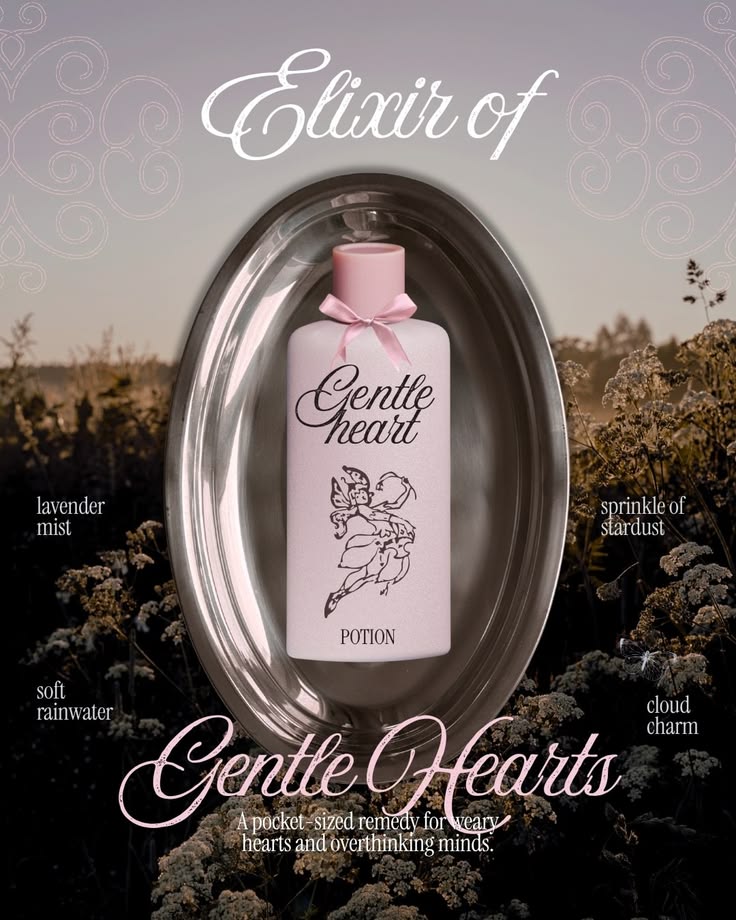 Elixir of
Gentle
heart
POTION
lavender
mist
sprinkle of
stardust
soft
rainwater
cloud
charm
Gentle Hearts
A pocket-sized remedy for weary
hearts and overthinking minds.